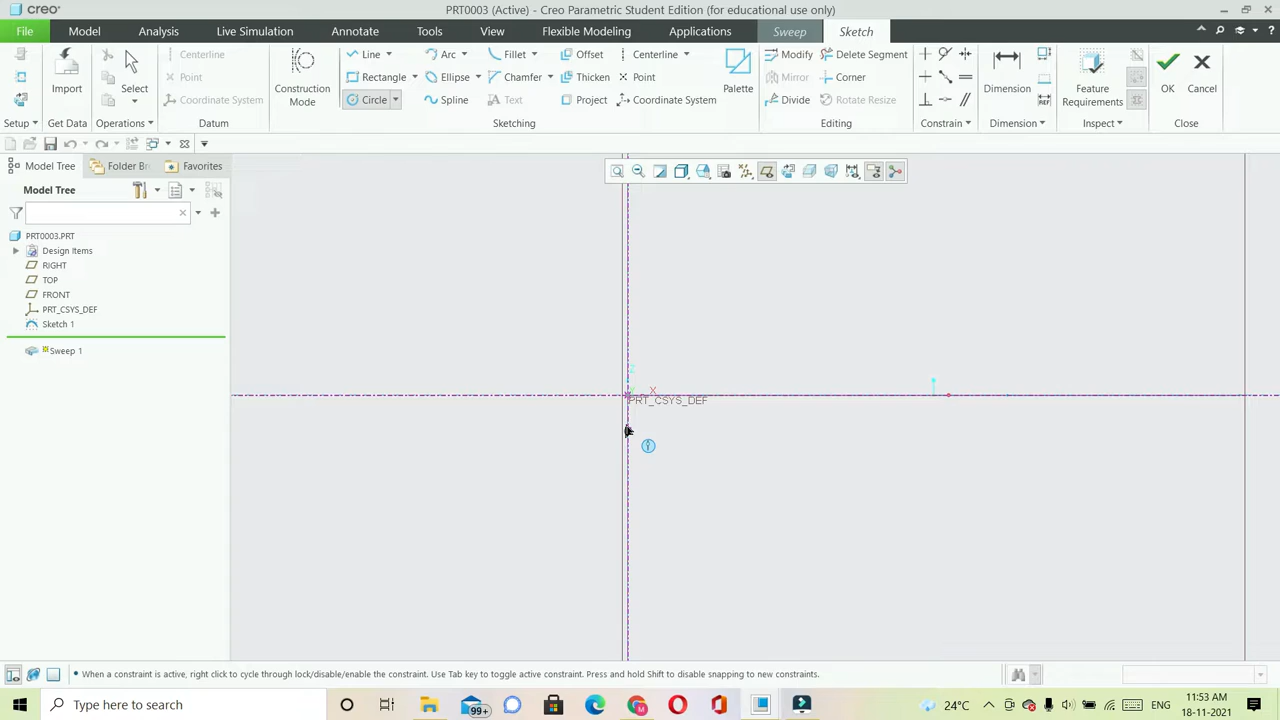 creo
PRT0003 (Active) - Creo Parametric Student Edition (for educational use only)
File Model Analysis Live Simulation Annotate Tools View Flexible Modeling Applications Sweep Sketch
Import Select Centerline Point Coordinate System Construction Mode Line Arc Fillet Offset Centerline Palette Modify Delete Segment Dimension Feature Requirements OK Cancel
Rectangle Ellipse Chamfer Thicken Point Mirror Corner
Circle Spline Text Project Coordinate System Divide Rotate Resize
REF
Setup Get Data Operations Datum Sketching Editing Constrain Dimension Inspect Close
Model Tree Folder Br Favorites
Model Tree
PRT0003.PRT
Design Items
RIGHT
TOP
FRONT
PRT_CSYS_DEF
Sketch 1
Sweep 1
Z
X
PRT_CSYS_DEF
When a constraint is active, right click to cycle through lock/disable/enable the constraint. Use Tab key to toggle active constraint. Press and hold Shift to disable snapping to new constraints.
Type here to search
99+
24°C
ENG
11:53 AM
18-11-2021